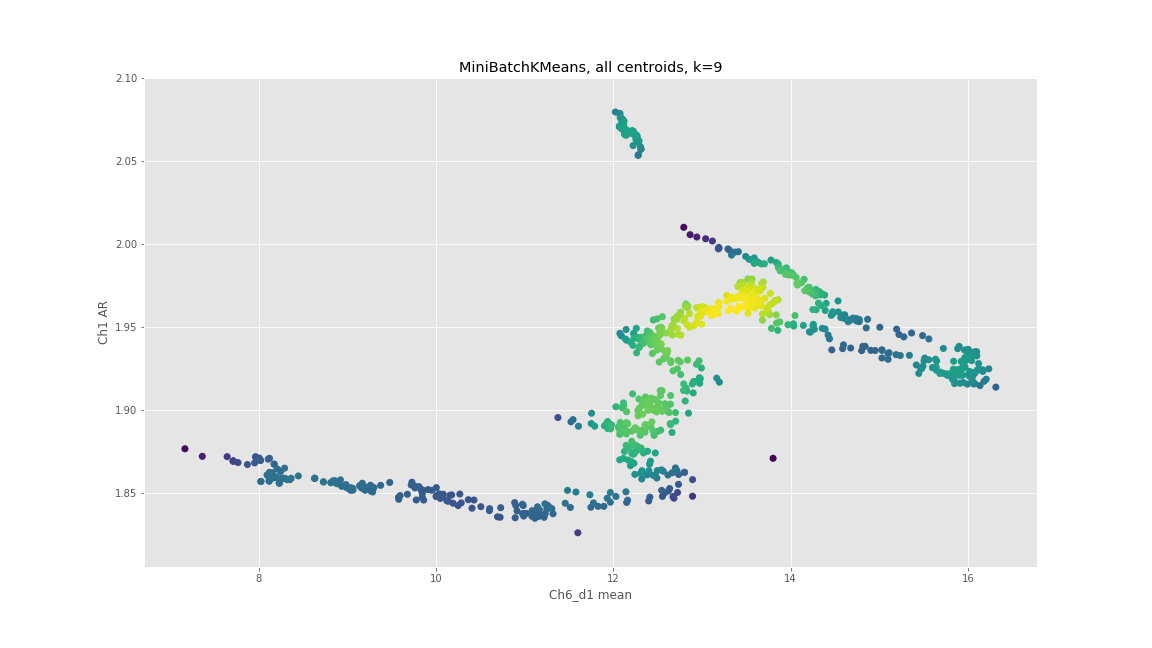 MiniBatchKMeans, all centroids, k=9
2.10
2.05
2.00
1.95
1.90
1.85
Ch1 AR
8 10 12 14 16
Ch6_d1 mean